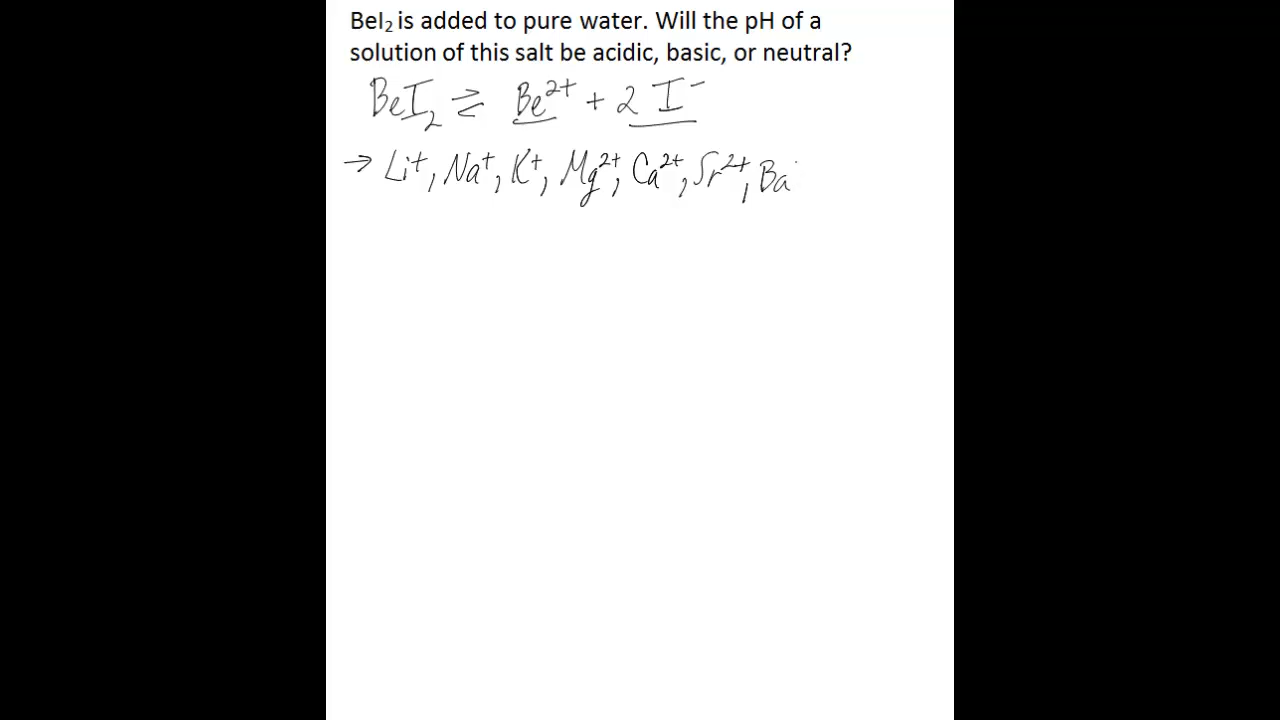 BeI₂ is added to pure water. Will the pH of a
solution of this salt be acidic, basic, or neutral?
BeI₂ ⇌ Be²⁺ + 2 I⁻
→ Li⁺, Na⁺, K⁺, Mg²⁺, Ca²⁺, Sr²⁺, Ba